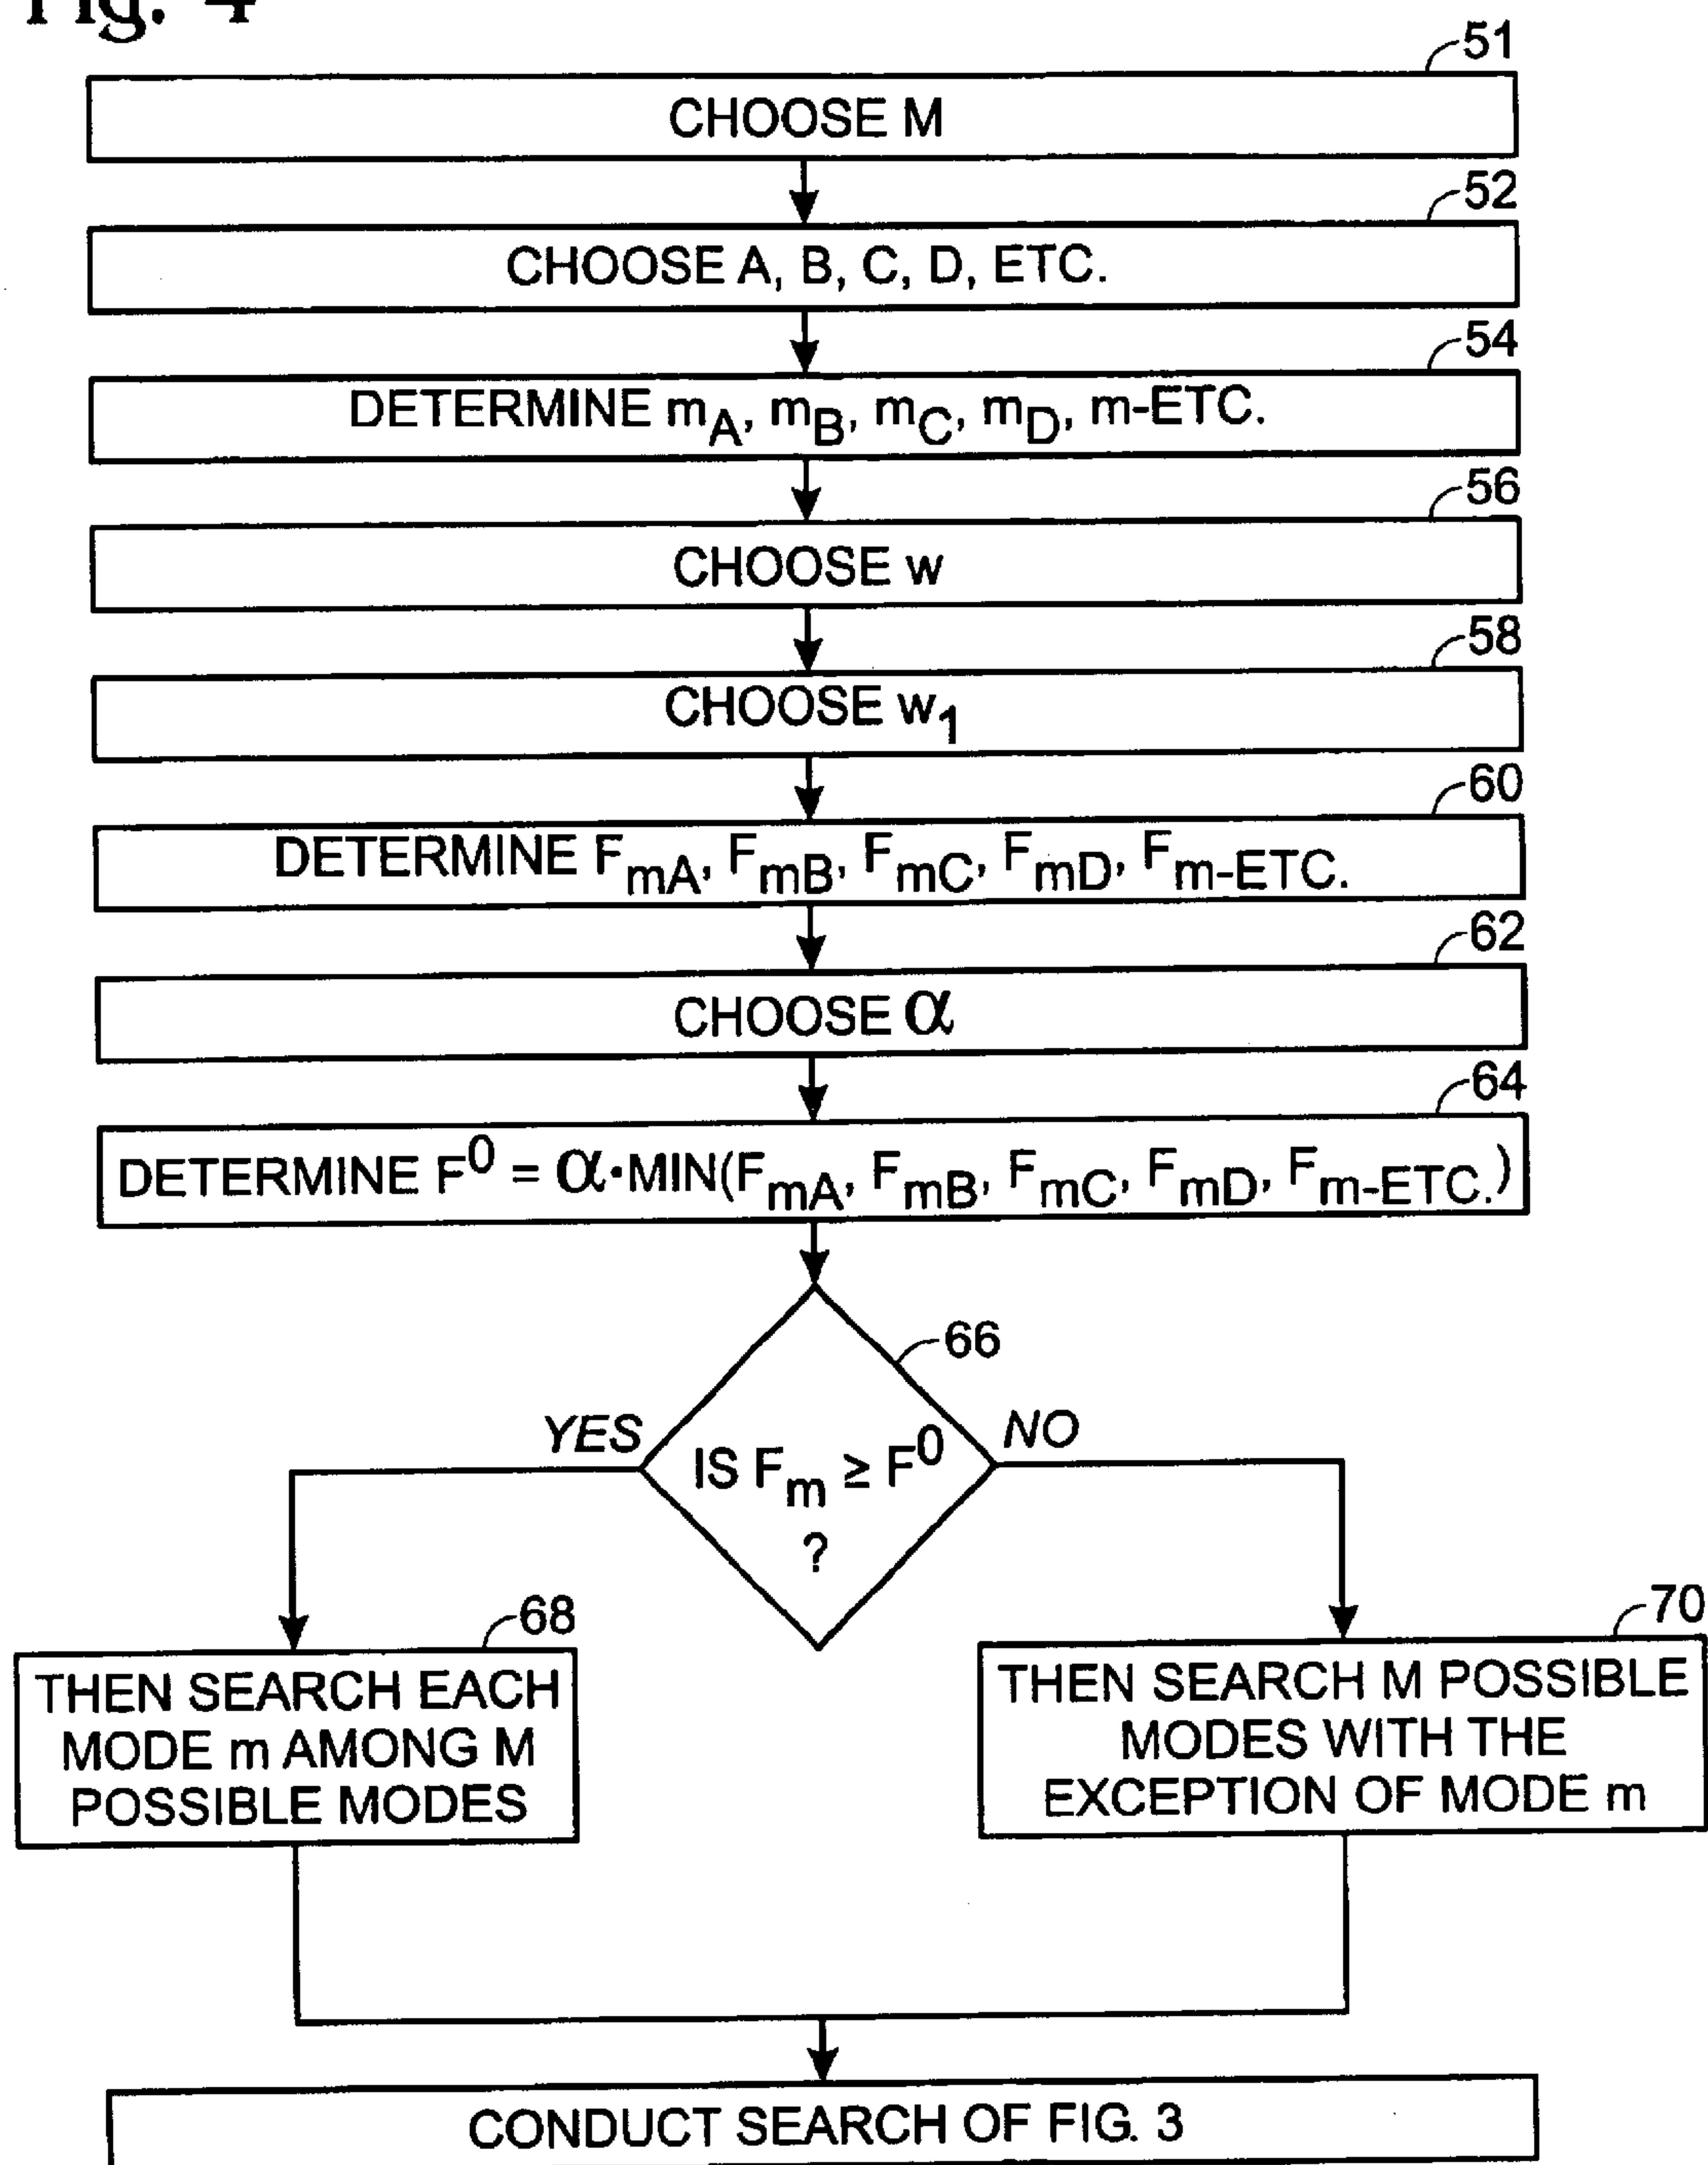 Fig. 4
51
CHOOSE M
52
CHOOSE A, B, C, D, ETC.
54
DETERMINE mA, mB, mC, mD, m-ETC.
56
CHOOSE w
58
CHOOSE w1
60
DETERMINE FmA, FmB, FmC, FmD, Fm-ETC.
62
CHOOSE α
64
DETERMINE F⁰ = α·MIN(FmA, FmB, FmC, FmD, Fm-ETC.)
66
YES
NO
IS Fm ≥ F⁰
?
68
THEN SEARCH EACH
MODE m AMONG M
POSSIBLE MODES
70
THEN SEARCH M POSSIBLE
MODES WITH THE
EXCEPTION OF MODE m
CONDUCT SEARCH OF FIG. 3